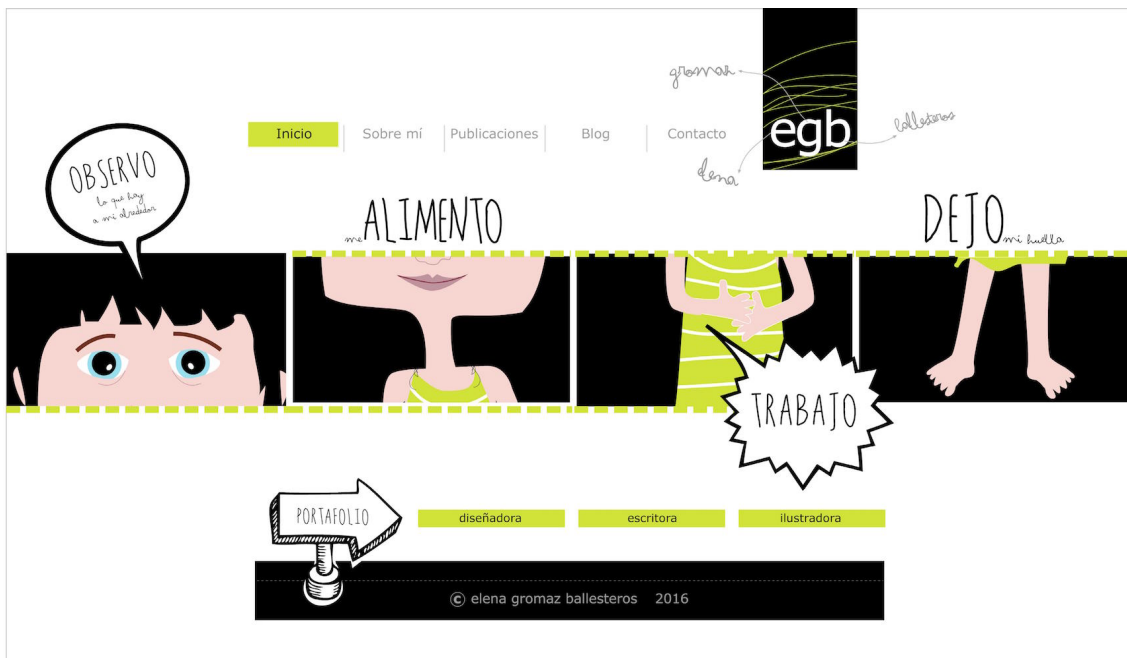 gromaz
ballesteros
egb
elena
Inicio
Sobre mí
Publicaciones
Blog
Contacto
OBSERVO
lo que hay
a mi alrededor
me ALIMENTO
DEJO mi huella
TRABAJO
PORTAFOLIO
diseñadora
escritora
ilustradora
© elena gromaz ballesteros 2016